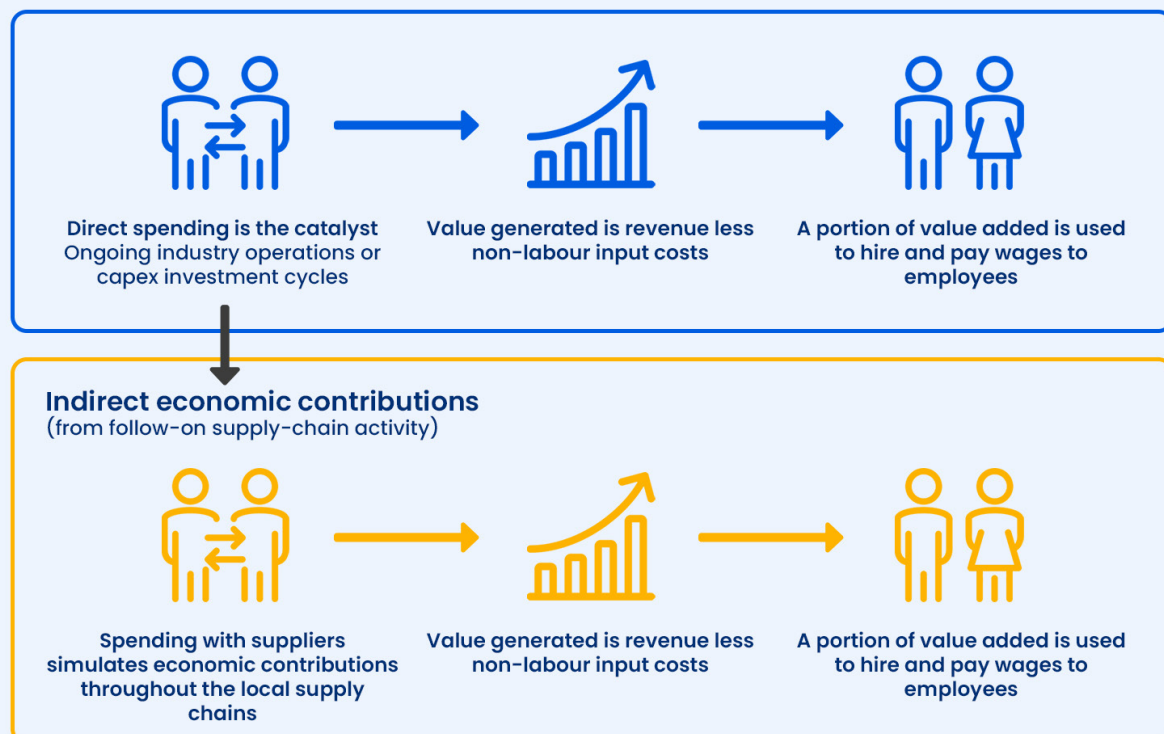 Direct spending is the catalyst
Ongoing industry operations or
capex investment cycles
Value generated is revenue less
non-labour input costs
A portion of value added is used
to hire and pay wages to
employees
Indirect economic contributions
(from follow-on supply-chain activity)
Spending with suppliers
simulates economic contributions
throughout the local supply
chains
Value generated is revenue less
non-labour input costs
A portion of value added is used
to hire and pay wages to
employees